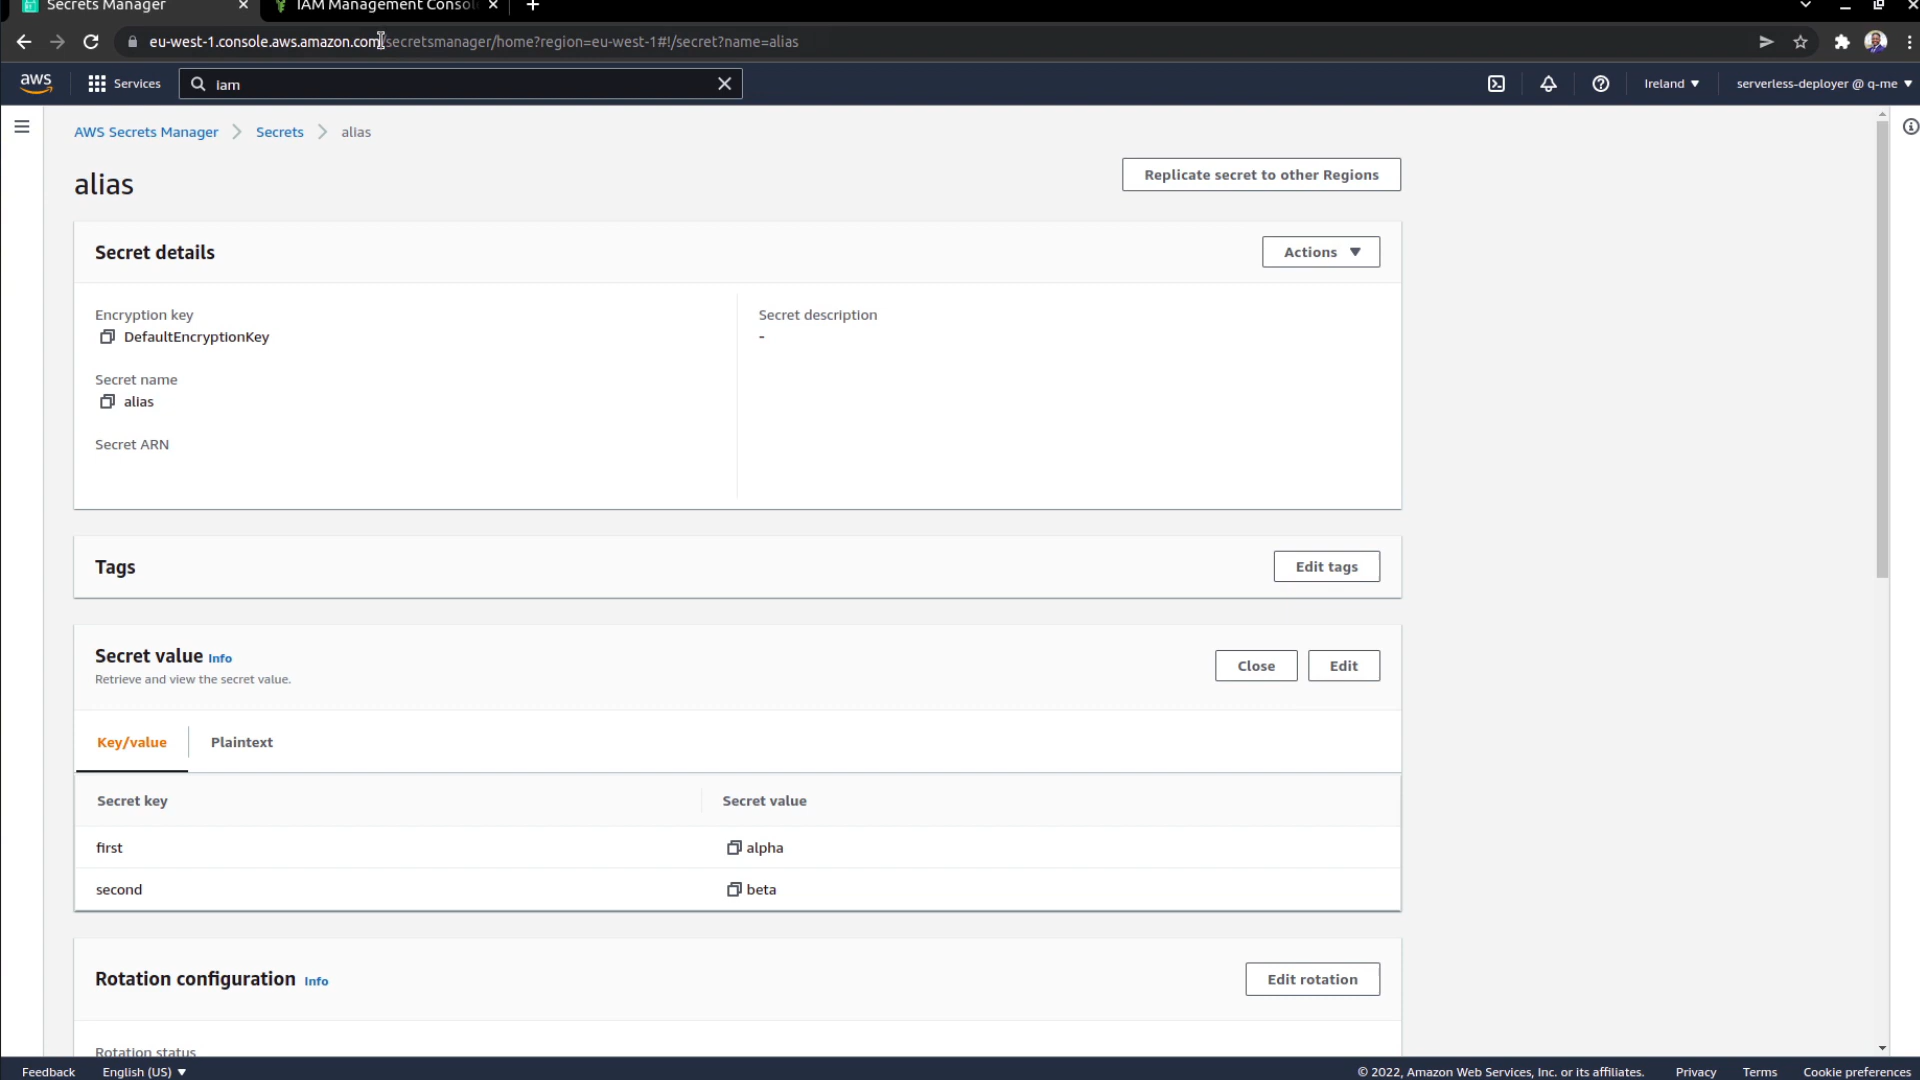 Secrets Manager
IAM Management Consol
eu-west-1.console.aws.amazon.com/secretsmanager/home?region=eu-west-1#!/secret?name=alias
aws
Services
iam
Ireland ▼
serverless-deployer @ q-me ▼
AWS Secrets Manager > Secrets > alias
alias
Replicate secret to other Regions
Secret details
Actions ▼
Encryption key
DefaultEncryptionKey
Secret description
-
Secret name
alias
Secret ARN
Tags
Edit tags
Secret value Info
Retrieve and view the secret value.
Close
Edit
Key/value
Plaintext
Secret key
Secret value
first
alpha
second
beta
Rotation configuration Info
Edit rotation
Rotation status
Feedback
English (US) ▼
© 2022, Amazon Web Services, Inc. or its affiliates.
Privacy
Terms
Cookie preferences